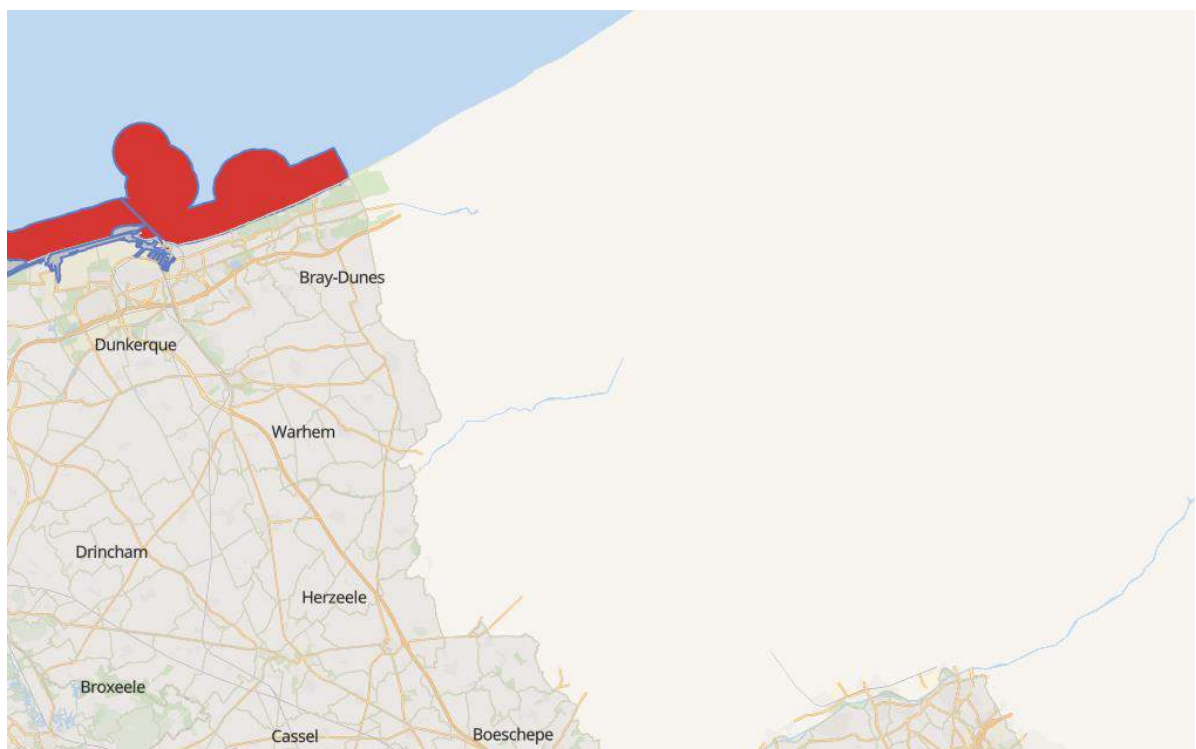 Bray-Dunes
Dunkerque
Warhem
Drincham
Herzeele
Broxeele
Cassel
Boeschepe